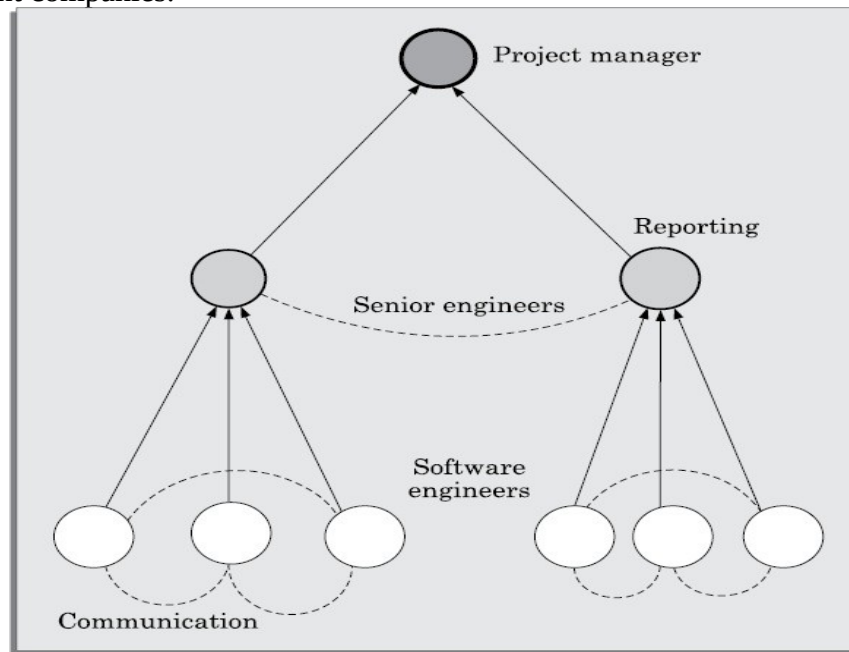 Project manager
Reporting
Senior engineers
Software
engineers
Communication